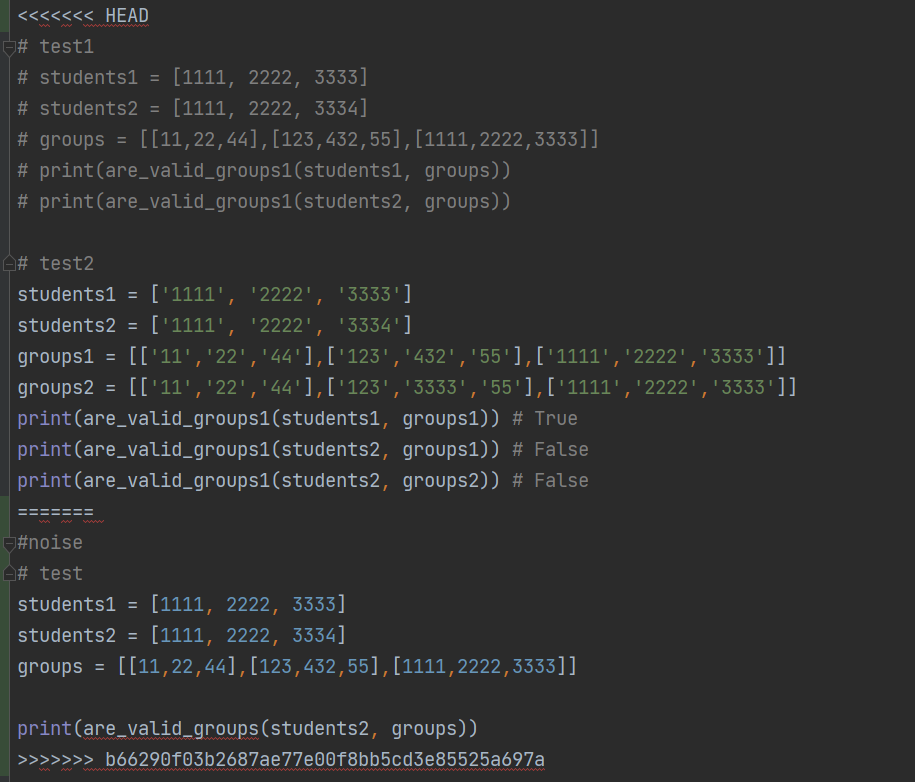 <<<<<<< HEAD
# test1
# students1 = [1111, 2222, 3333]
# students2 = [1111, 2222, 3334]
# groups = [[11,22,44],[123,432,55],[1111,2222,3333]]
# print(are_valid_groups1(students1, groups))
# print(are_valid_groups1(students2, groups))
# test2
students1 = ['1111', '2222', '3333']
students2 = ['1111', '2222', '3334']
groups1 = [['11','22','44'],['123','432','55'],['1111','2222','3333']]
groups2 = [['11','22','44'],['123','3333','55'],['1111','2222','3333']]
print(are_valid_groups1(students1, groups1)) # True
print(are_valid_groups1(students2, groups1)) # False
print(are_valid_groups1(students2, groups2)) # False
=======
#noise
# test
students1 = [1111, 2222, 3333]
students2 = [1111, 2222, 3334]
groups = [[11,22,44],[123,432,55],[1111,2222,3333]]
print(are_valid_groups(students2, groups))
>>>>>>> b66290f03b2687ae77e00f8bb5cd3e85525a697a